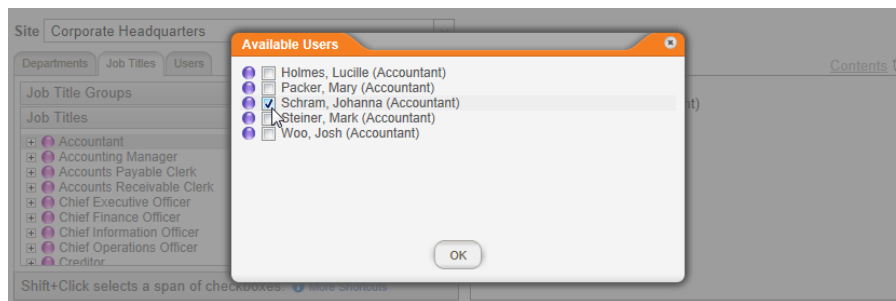 Site Corporate Headquarters
Departments Job Titles Users
Job Title Groups
Job Titles
Accountant
Accounting Manager
Accounts Payable Clerk
Accounts Receivable Clerk
Chief Executive Officer
Chief Finance Officer
Chief Information Officer
Chief Operations Officer
Creditor
Shift+Click selects a span of checkboxes. More Shortcuts
Available Users
Holmes, Lucille (Accountant)
Packer, Mary (Accountant)
Schram, Johanna (Accountant)
Steiner, Mark (Accountant)
Woo, Josh (Accountant)
OK
Contents